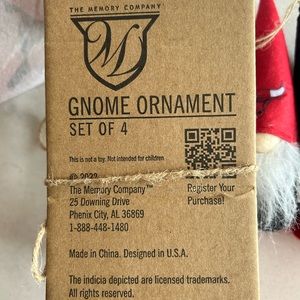 THE MEMORY COMPANY
M
GNOME ORNAMENT
SET OF 4
This is not a toy. Not intended for children
The Memory Company™
25 Downing Drive
Phenix City, AL 36869
1-888-448-1480
Register Your
Purchase!
Made in China. Designed in U.S.A.
The indicia depicted are licensed trademarks.
All rights reserved.